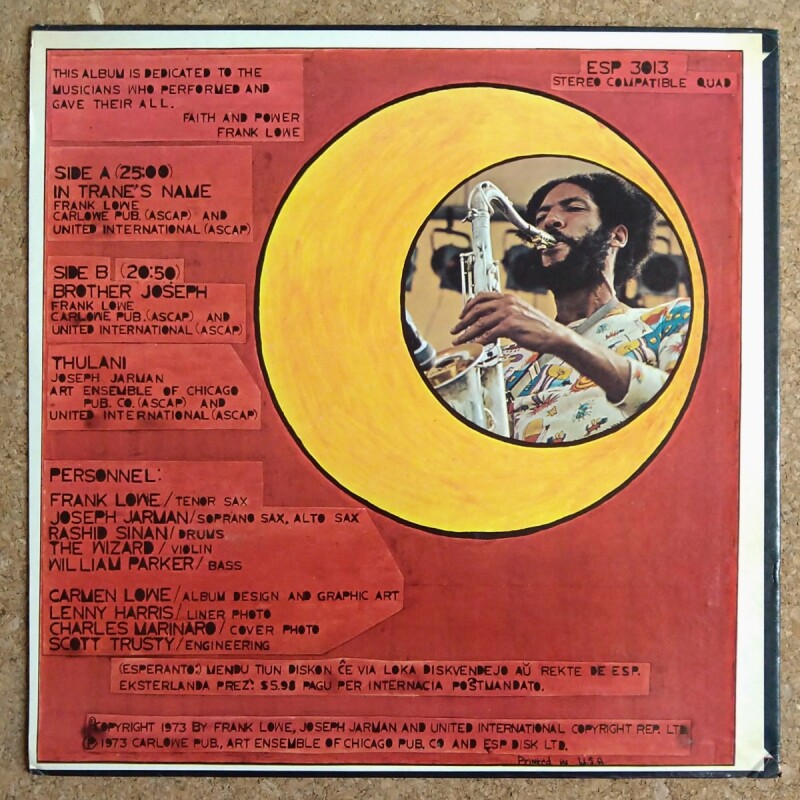 THIS ALBUM IS DEDICATED TO THE
MUSICIANS WHO PERFORMED AND
GAVE THEIR ALL.
FAITH AND POWER
FRANK LOWE
ESP 3013
STEREO COMPATIBLE QUAD
SIDE A (25:00)
IN TRANE'S NAME
FRANK LOWE
CARLOWE PUB. (ASCAP) AND
UNITED INTERNATIONAL (ASCAP)
SIDE B (20:50)
BROTHER JOSEPH
FRANK LOWE
CARLOWE PUB. (ASCAP) AND
UNITED INTERNATIONAL (ASCAP)
THULANI
JOSEPH JARMAN
ART ENSEMBLE OF CHICAGO
PUB. CO. (ASCAP) AND
UNITED INTERNATIONAL (ASCAP)
PERSONNEL:
FRANK LOWE/TENOR SAX
JOSEPH JARMAN/SOPRANO SAX, ALTO SAX
RASHID SINAN/DRUMS
THE WIZARD/VIOLIN
WILLIAM PARKER/BASS
CARMEN LOWE/ALBUM DESIGN AND GRAPHIC ART
LENNY HARRIS/LINER PHOTO
CHARLES MARINARO/COVER PHOTO
SCOTT TRUSTY/ENGINEERING
(ESPERANTO:) MENDU TIUN DISKON ĈE VIA LOKA DISKVENDEJO AŬ REKTE DE ESP.
EKSTERLANDA PREZ: $5.98 PAGU PER INTERNACIA POŜTMANDATO.
©COPYRIGHT 1973 BY FRANK LOWE, JOSEPH JARMAN AND UNITED INTERNATIONAL COPYRIGHT REP. LTD.
℗ 1973 CARLOWE PUB., ART ENSEMBLE OF CHICAGO PUB. CO AND ESP DISK LTD.
Printed in U.S.A